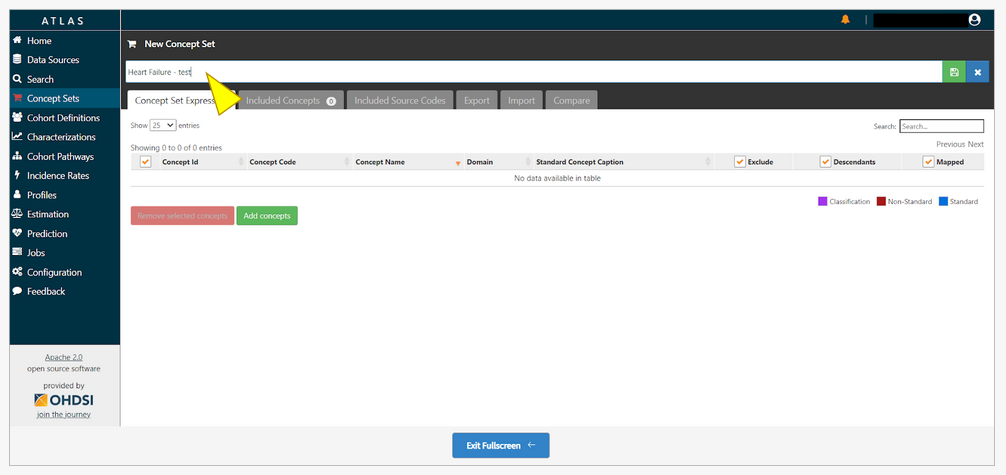 ATLAS
Home
Data Sources
Search
Concept Sets
Cohort Definitions
Characterizations
Cohort Pathways
Incidence Rates
Profiles
Estimation
Prediction
Jobs
Configuration
Feedback
Apache 2.0
open source software
provided by
OHDSI
join the journey
New Concept Set
Heart Failure - test
Concept Set Express Included Concepts 0 Included Source Codes Export Import Compare
Show 25 entries Search: Search...
Showing 0 to 0 of 0 entries Previous Next
Concept Id Concept Code Concept Name Domain Standard Concept Caption Exclude Descendants Mapped
No data available in table
Classification Non-Standard Standard
Remove selected concepts Add concepts
Exit Fullscreen